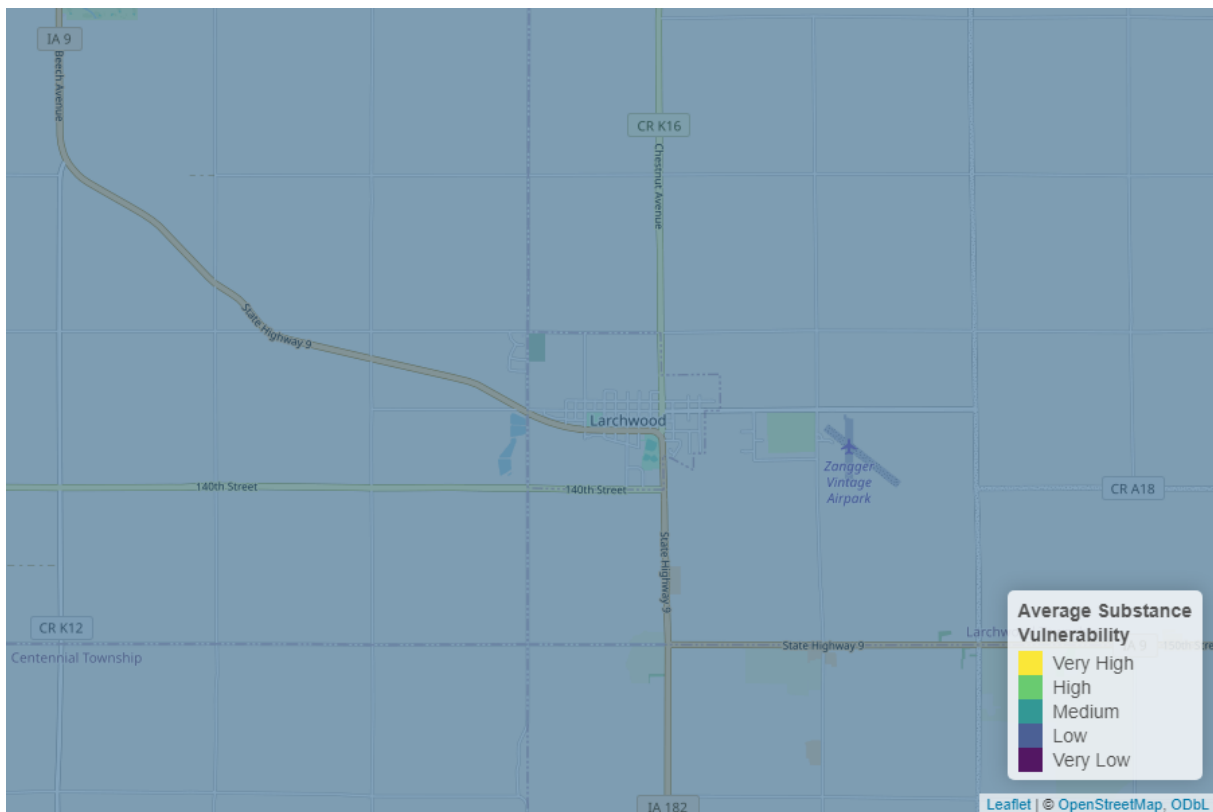 IA 9
Beech Avenue
CR K16
Chestnut Avenue
State Highway 9
Larchwood
Zangger
Vintage
Airpark
140th Street
140th Street
CR A18
State Highway 9
CR K12
Centennial Township
State Highway 9
IA 9
IA 182
Average Substance
Vulnerability
Very High
High
Medium
Low
Very Low
Leaflet | © OpenStreetMap, ODbL